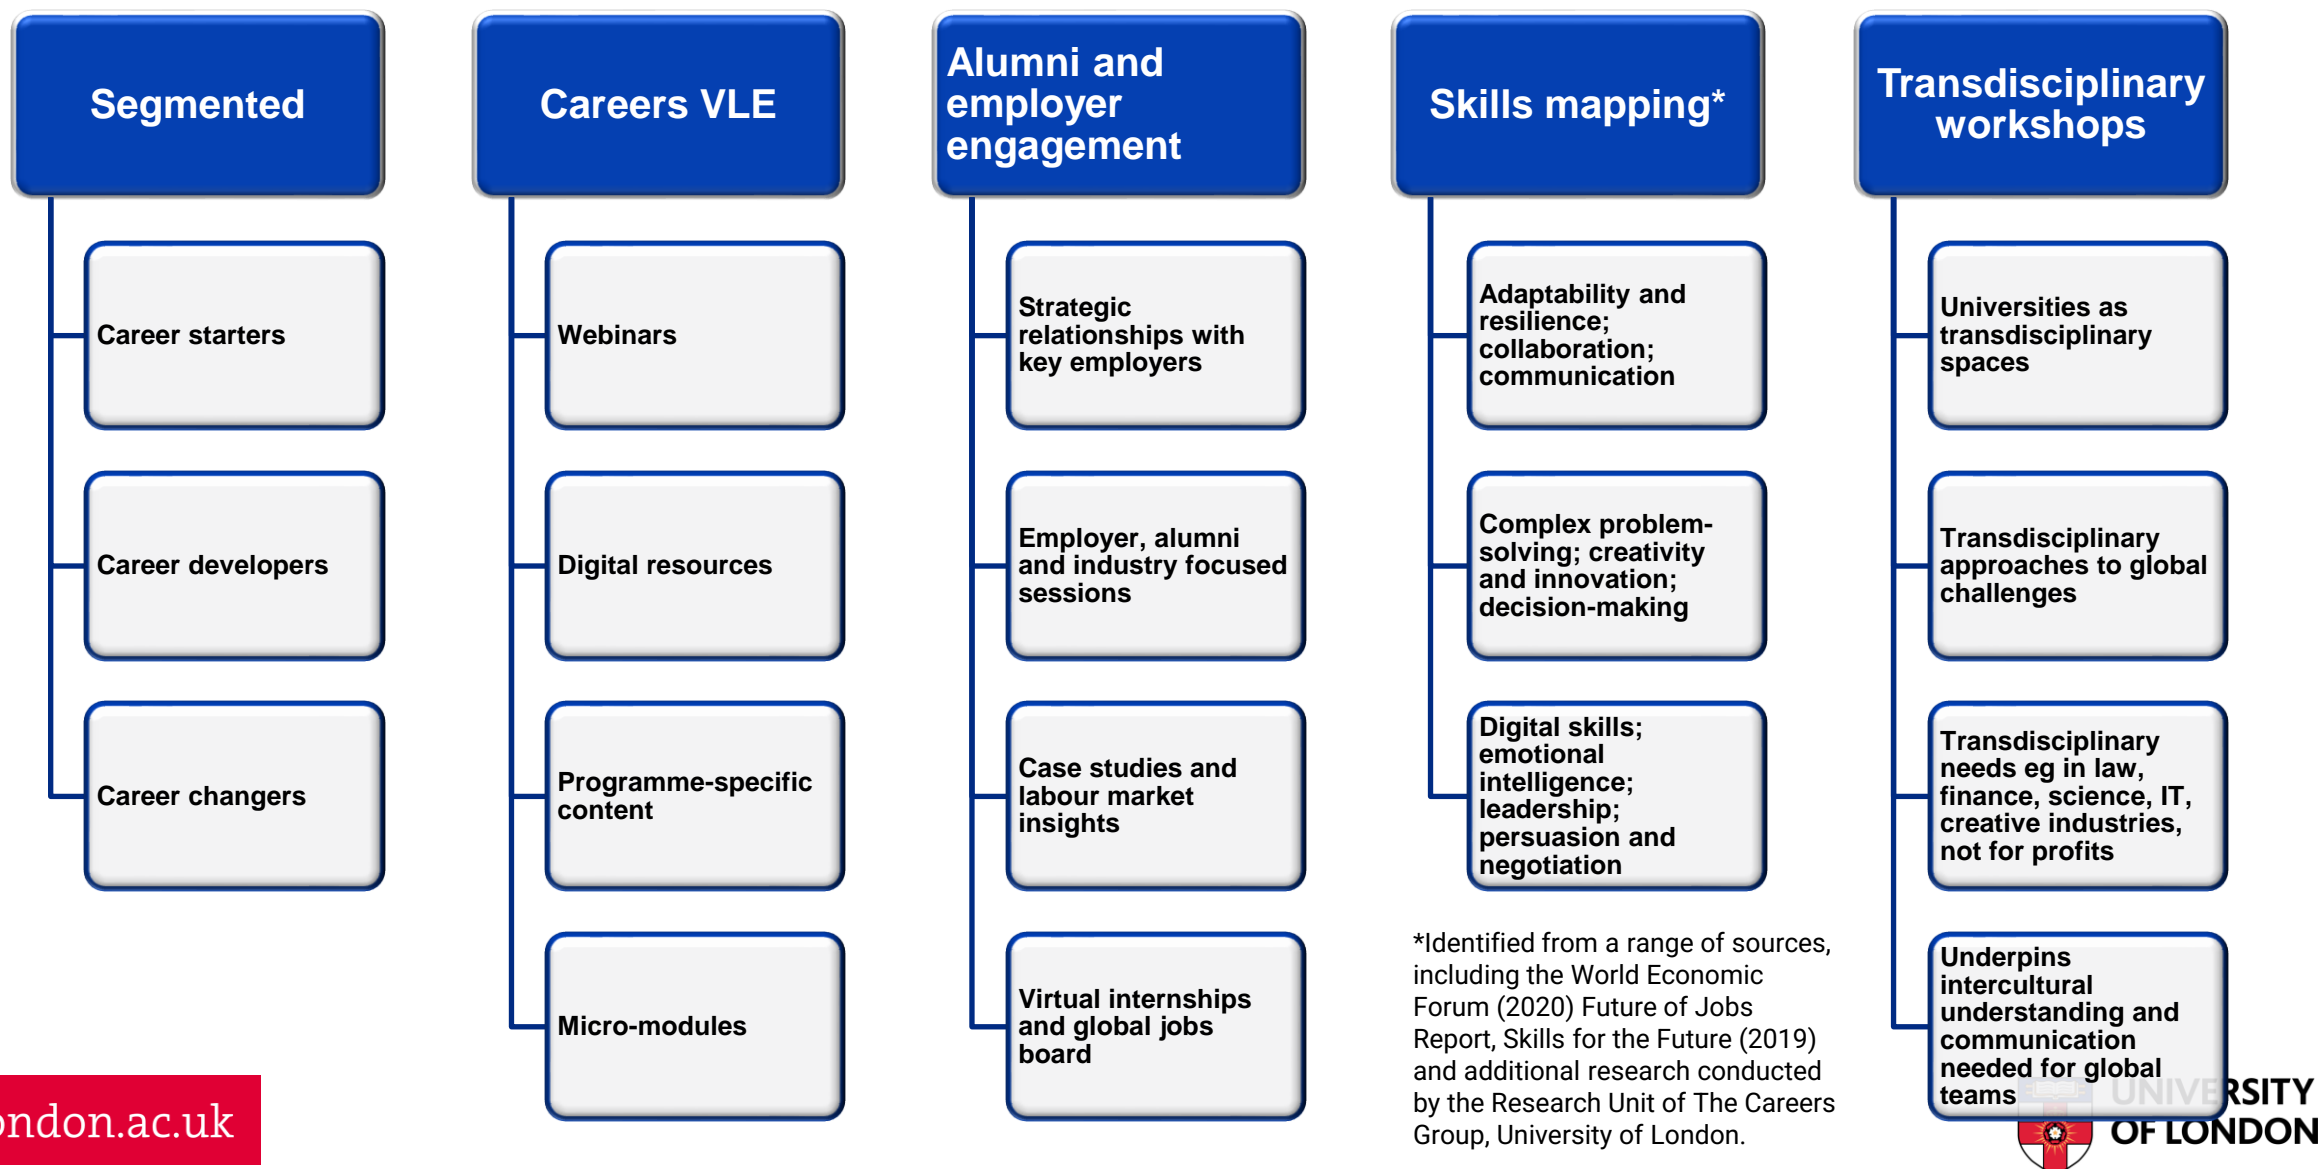 Segmented
Career starters
Career developers
Career changers
Careers VLE
Webinars
Digital resources
Programme-specific
content
Micro-modules
Alumni and
employer
engagement
Strategic
relationships with
key employers
Employer, alumni
and industry focused
sessions
Case studies and
labour market
insights
Virtual internships
and global jobs
board
Skills mapping*
Adaptability and
resilience;
collaboration;
communication
Complex problem-
solving; creativity
and innovation;
decision-making
Digital skills;
emotional
intelligence;
leadership;
persuasion and
negotiation
*Identified from a range of sources,
including the World Economic
Forum (2020) Future of Jobs
Report, Skills for the Future (2019)
and additional research conducted
by the Research Unit of The Careers
Group, University of London.
Transdisciplinary
workshops
Universities as
transdisciplinary
spaces
Transdisciplinary
approaches to global
challenges
Transdisciplinary
needs eg in law,
finance, science, IT,
creative industries,
not for profits
Underpins
intercultural
understanding and
communication
needed for global
teams
ondon.ac.uk
UNIVERSITY
OF LONDON